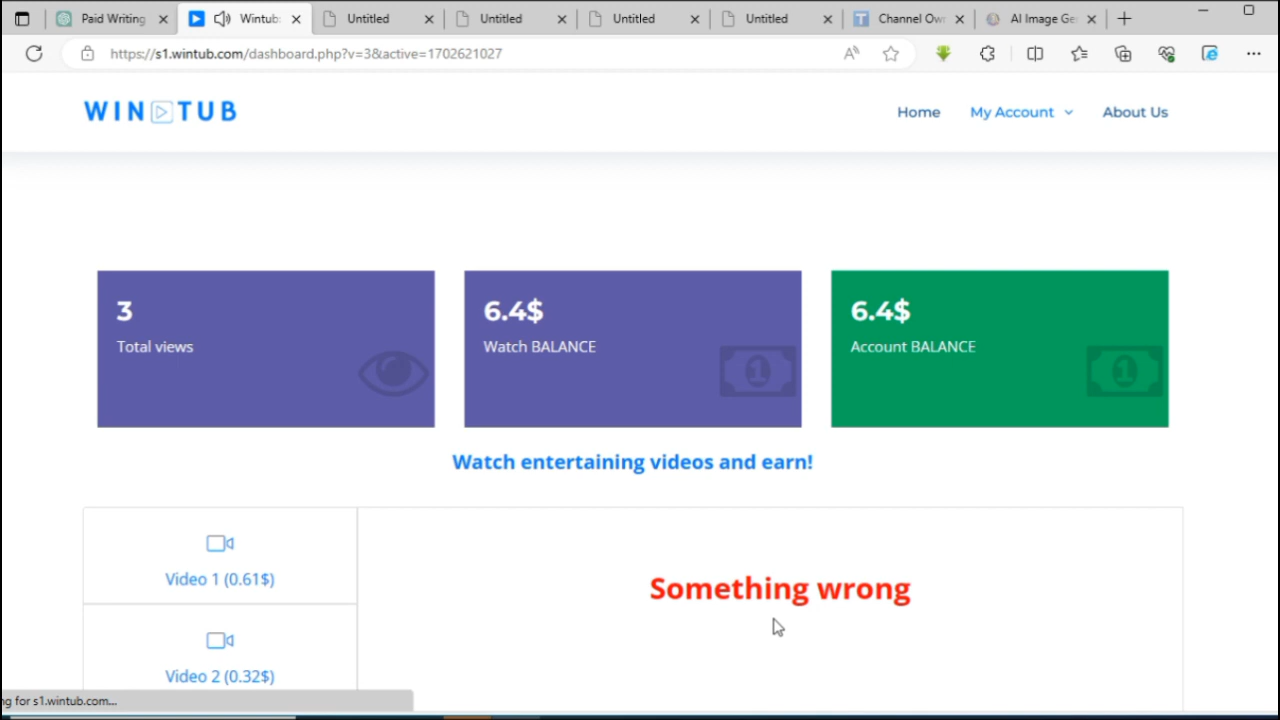 Paid Writing
Wintub:
Untitled
Untitled
Untitled
Untitled
Channel Own
AI Image Ge
https://s1.wintub.com/dashboard.php?v=3&active=1702621027
WIN TUB
Home
My Account
About Us
3
Total views
6.4$
Watch BALANCE
6.4$
Account BALANCE
Watch entertaining videos and earn!
Video 1 (0.61$)
Something wrong
Video 2 (0.32$)
ng for s1.wintub.com...